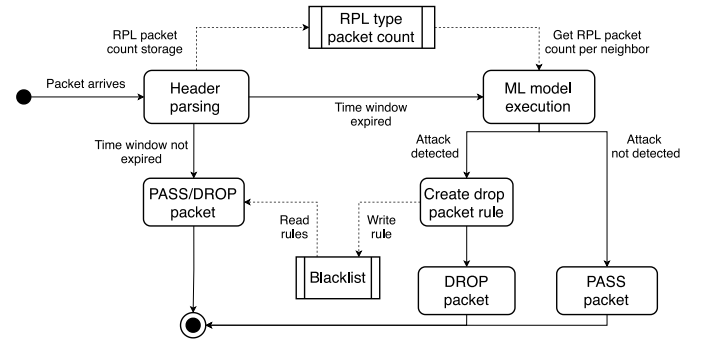 RPL packet
count storage
RPL type
packet count
Get RPL packet
count per neighbor
Packet arrives
Header
parsing
Time window
expired
ML model
execution
Time window not
expired
Attack
detected
Attack
not detected
PASS/DROP
packet
Read
rules
Write
rule
Create drop
packet rule
Blacklist
DROP
packet
PASS
packet